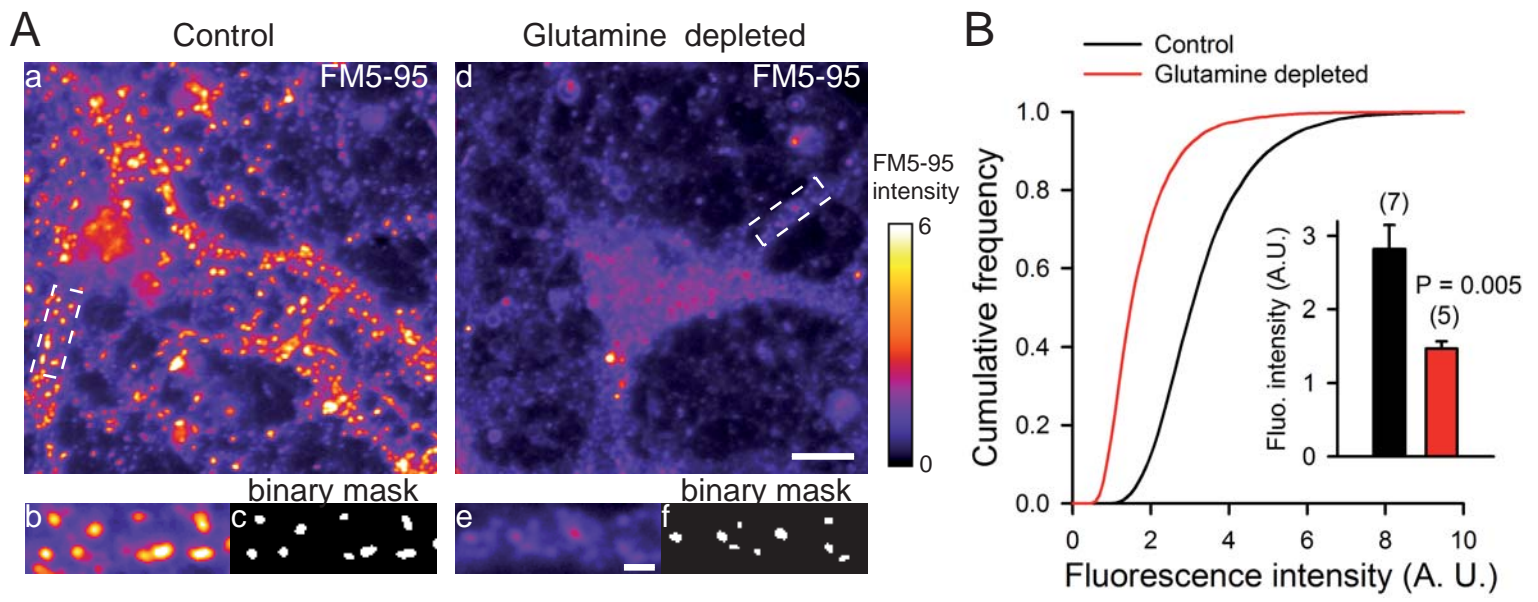 A
Control
Glutamine depleted
a
FM5-95
d
FM5-95
FM5-95
intensity
6
0
binary mask
b
c
binary mask
e
f
B
Control
Glutamine depleted
1.0
0.8
0.6
0.4
0.2
0.0
Cumulative frequency
0 2 4 6 8 10
Fluorescence intensity (A. U.)
3
2
1
0
Fluo. intensity (A.U.)
(7)
P = 0.005
(5)